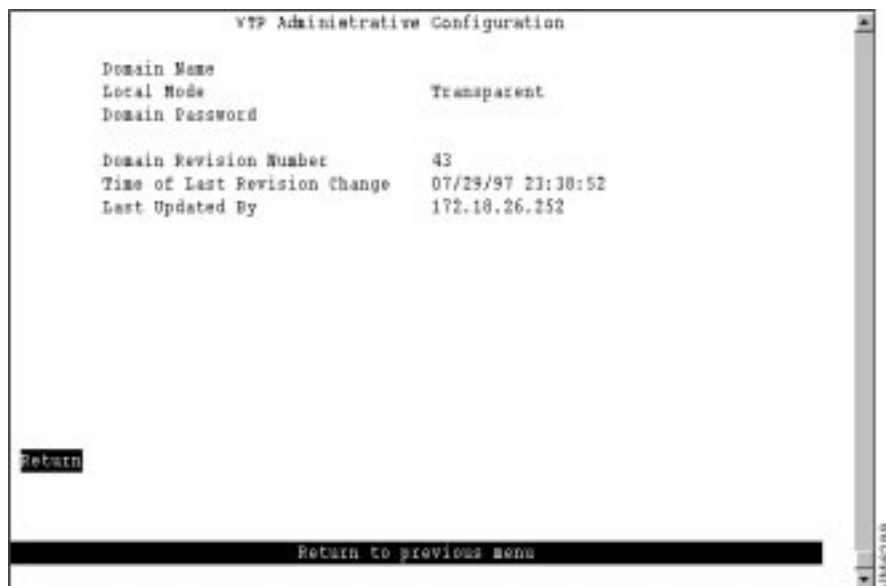 VTP Administrative Configuration
Domain Name
Local Mode Transparent
Domain Password
Domain Revision Number 43
Time of Last Revision Change 07/29/97 23:38:52
Last Updated By 172.18.26.252
Return
Return to previous menu